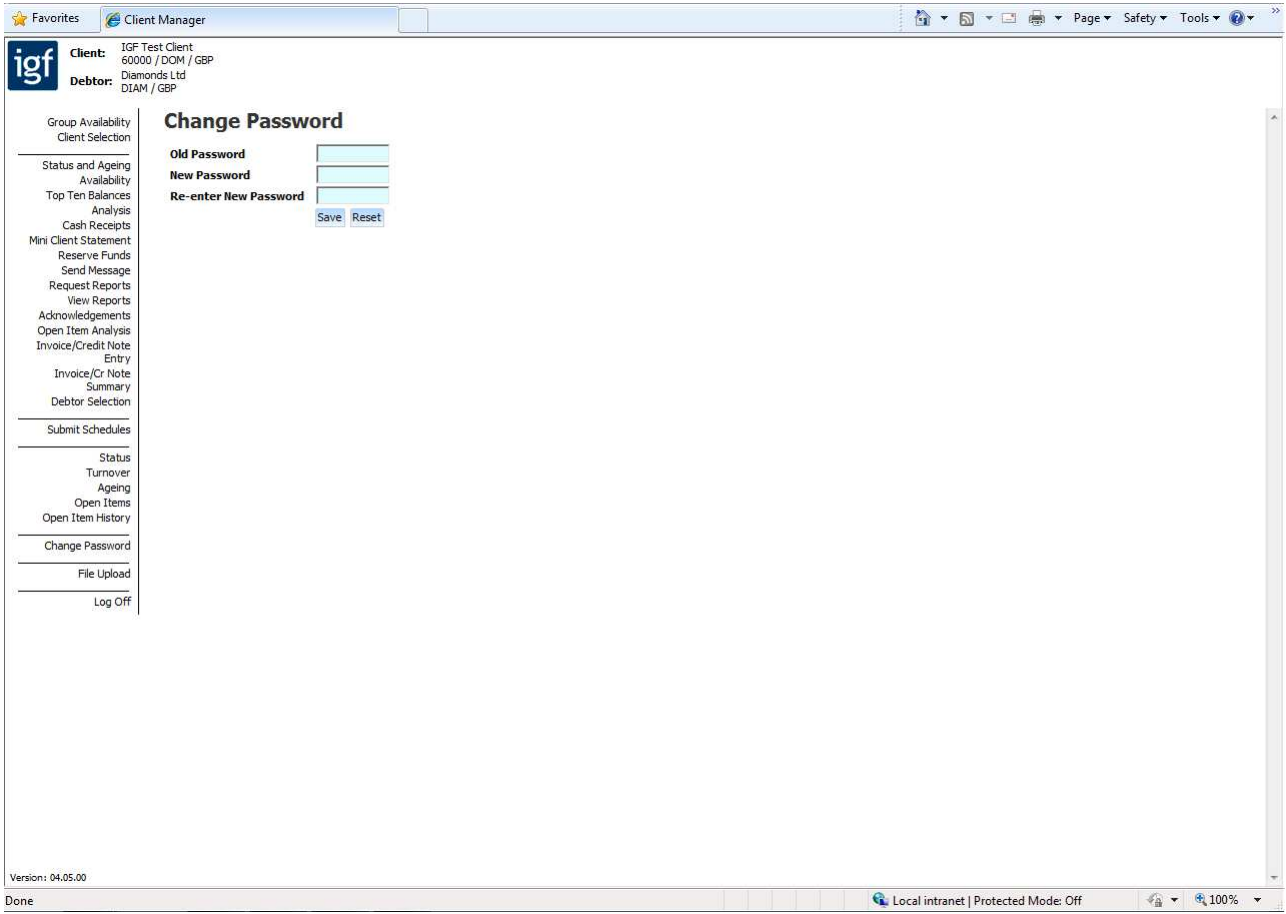 Favorites
Client Manager
Page
Safety
Tools
»
igf
Client: IGF Test Client
60000 / DOM / GBP
Debtor: Diamonds Ltd
DIAM / GBP
Group Availability
Client Selection
Status and Ageing
Availability
Top Ten Balances
Analysis
Cash Receipts
Mini Client Statement
Reserve Funds
Send Message
Request Reports
View Reports
Acknowledgements
Open Item Analysis
Invoice/Credit Note
Entry
Invoice/Cr Note
Summary
Debtor Selection
Submit Schedules
Status
Turnover
Ageing
Open Items
Open Item History
Change Password
File Upload
Log Off
Change Password
Old Password
New Password
Re-enter New Password
Save Reset
Version: 04.05.00
Done
Local intranet | Protected Mode: Off
100%